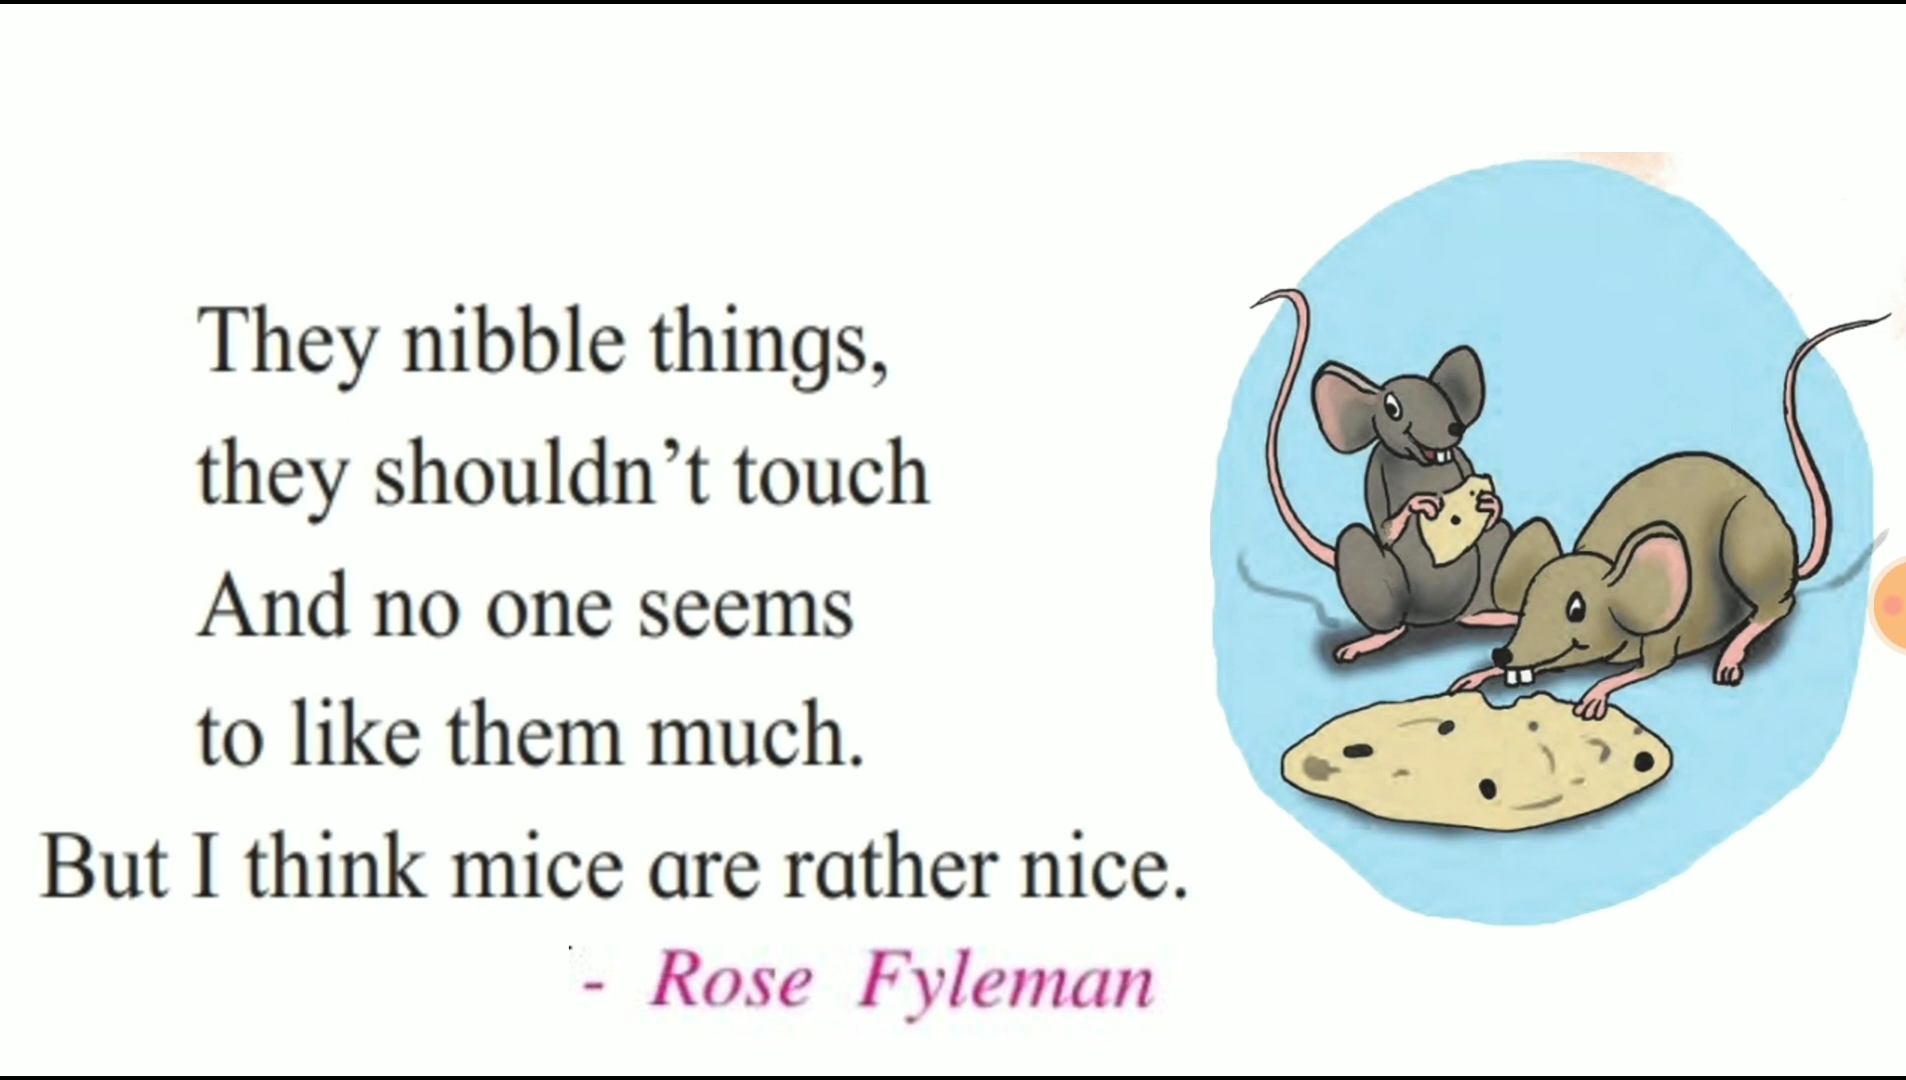 They nibble things,
they shouldn’t touch
And no one seems
to like them much.
But I think mice are rather nice.
- Rose Fyleman